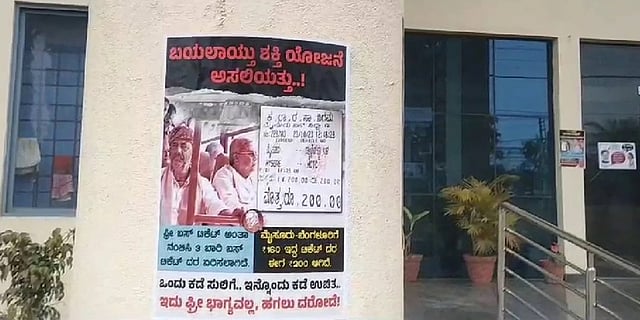 ಬಯಲಾಯ್ತು ಶಕ್ತಿ ಯೋಜನೆ
ಅಸಲಿಯತ್ತು..!
ಕ.ರಾ.ರ.ಸಾ.ನಿಗಮ
ಮೊತ್ತ ರೂ. 200.00
ಫ್ರೀ ಬಸ್ ಟಿಕೆಟ್ ಅಂತಾ
ನಂಬಿಸಿ 3 ಬಾರಿ ಬಸ್
ಟಿಕೆಟ್ ದರ ಏರಿಸಲಾಗಿದೆ.
ಮೈಸೂರು-ಬೆಂಗಳೂರಿಗೆ
₹160 ಇದ್ದ ಟಿಕೆಟ್ ದರ
ಈಗ ₹200 ಆಗಿದೆ.
ಒಂದು ಕಡೆ ಸುಲಿಗೆ.. ಇನ್ನೊಂದು ಕಡೆ ಉಚಿತ..
ಇದು ಫ್ರೀ ಭಾಗ್ಯವಲ್ಲ, ಹಗಲು ದರೋಡೆ!